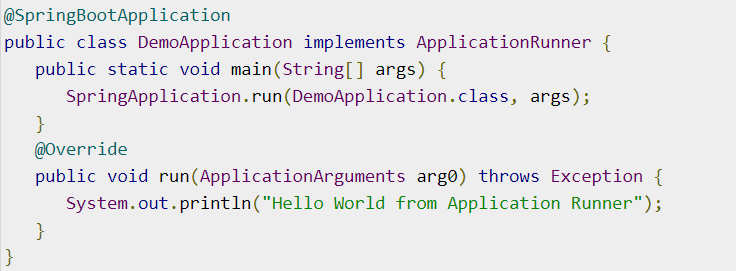 @SpringBootApplication
public class DemoApplication implements ApplicationRunner {
   public static void main(String[] args) {
      SpringApplication.run(DemoApplication.class, args);
   }
   @Override
   public void run(ApplicationArguments arg0) throws Exception {
      System.out.println("Hello World from Application Runner");
   }
}